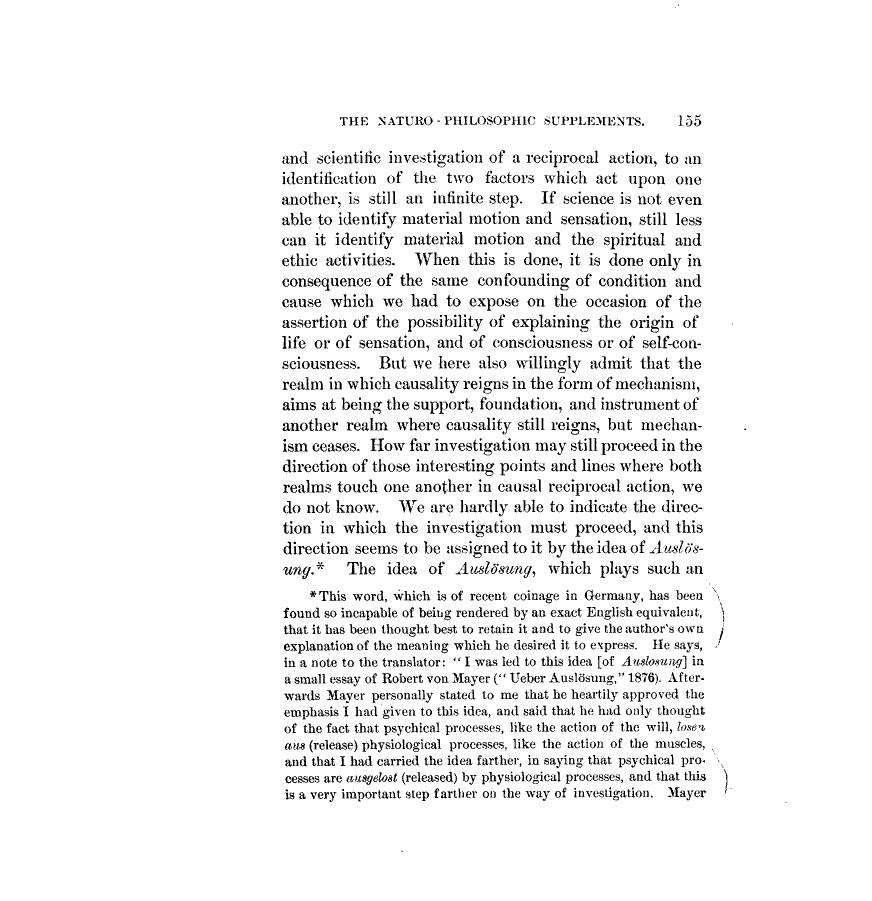 THE NATURO-PHILOSOPHIC SUPPLEMENTS. 155
and scientific investigation of a reciprocal action, to an
identification of the two factors which act upon one
another, is still an infinite step. If science is not even
able to identify material motion and sensation, still less
can it identify material motion and the spiritual and
ethic activities. When this is done, it is done only in
consequence of the same confounding of condition and
cause which we had to expose on the occasion of the
assertion of the possibility of explaining the origin of
life or of sensation, and of consciousness or of self-con-
sciousness. But we here also willingly admit that the
realm in which causality reigns in the form of mechanism,
aims at being the support, foundation, and instrument of
another realm where causality still reigns, but mechan-
ism ceases. How far investigation may still proceed in the
direction of those interesting points and lines where both
realms touch one another in causal reciprocal action, we
do not know. We are hardly able to indicate the direc-
tion in which the investigation must proceed, and this
direction seems to be assigned to it by the idea of Auslös-
ung.* The idea of Auslösung, which plays such an
*This word, which is of recent coinage in Germany, has been
found so incapable of being rendered by an exact English equivalent,
that it has been thought best to retain it and to give the author's own
explanation of the meaning which he desired it to express. He says,
in a note to the translator: "I was led to this idea [of Auslosung] in
a small essay of Robert von Mayer ("Ueber Auslösung," 1876). After-
wards Mayer personally stated to me that he heartily approved the
emphasis I had given to this idea, and said that he had only thought
of the fact that psychical processes, like the action of the will, losen
aus (release) physiological processes, like the action of the muscles,
and that I had carried the idea farther, in saying that psychical pro-
cesses are ausgelost (released) by physiological processes, and that this
is a very important step farther on the way of investigation. Mayer